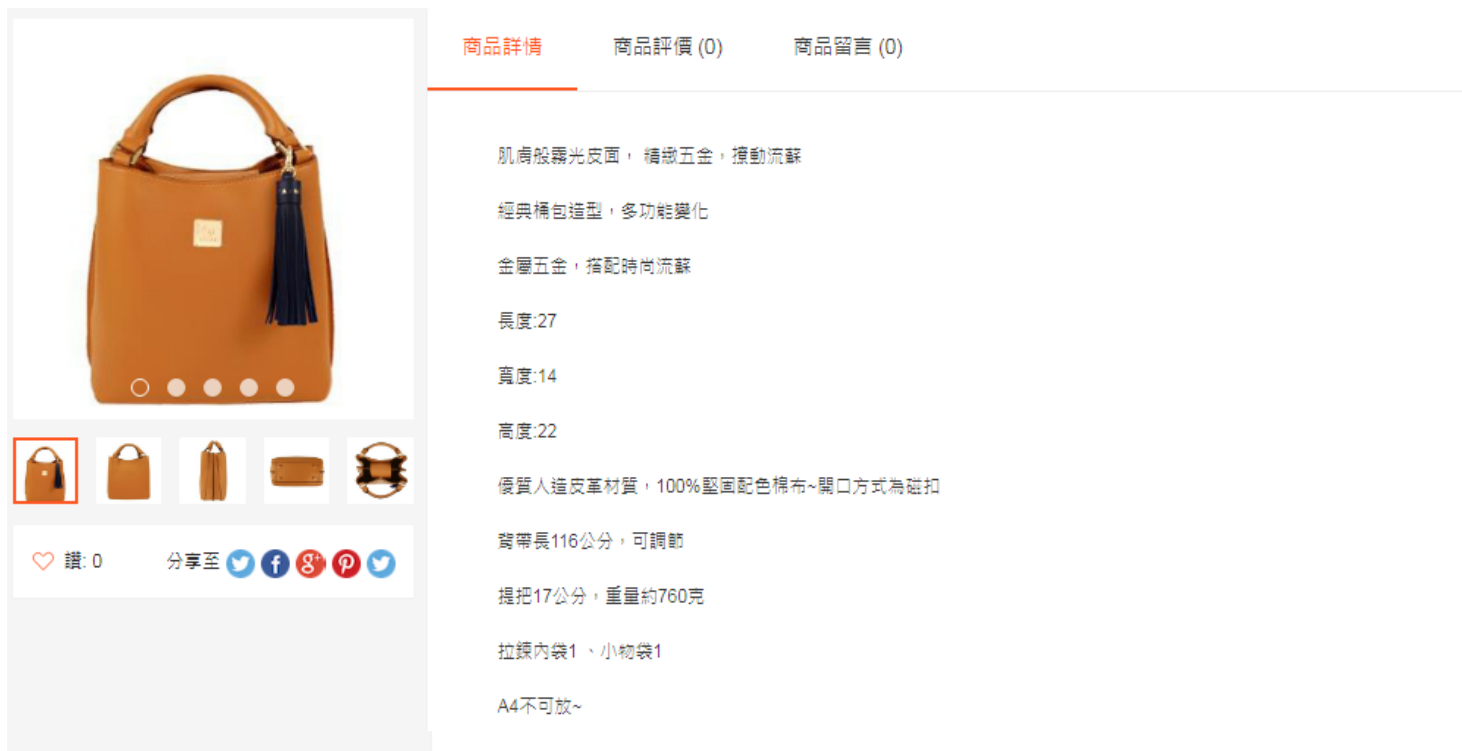 商品詳情
商品評價 (0)
商品留言 (0)
肌膚般霧光皮面， 精緻五金，撩動流蘇
經典桶包造型，多功能變化
金屬五金，搭配時尚流蘇
長度:27
寬度:14
高度:22
優質人造皮革材質，100%堅固配色棉布~開口方式為磁扣
背帶長116公分，可調節
提把17公分，重量約760克
拉鍊內袋1 、小物袋1
A4不可放~
讚: 0
分享至